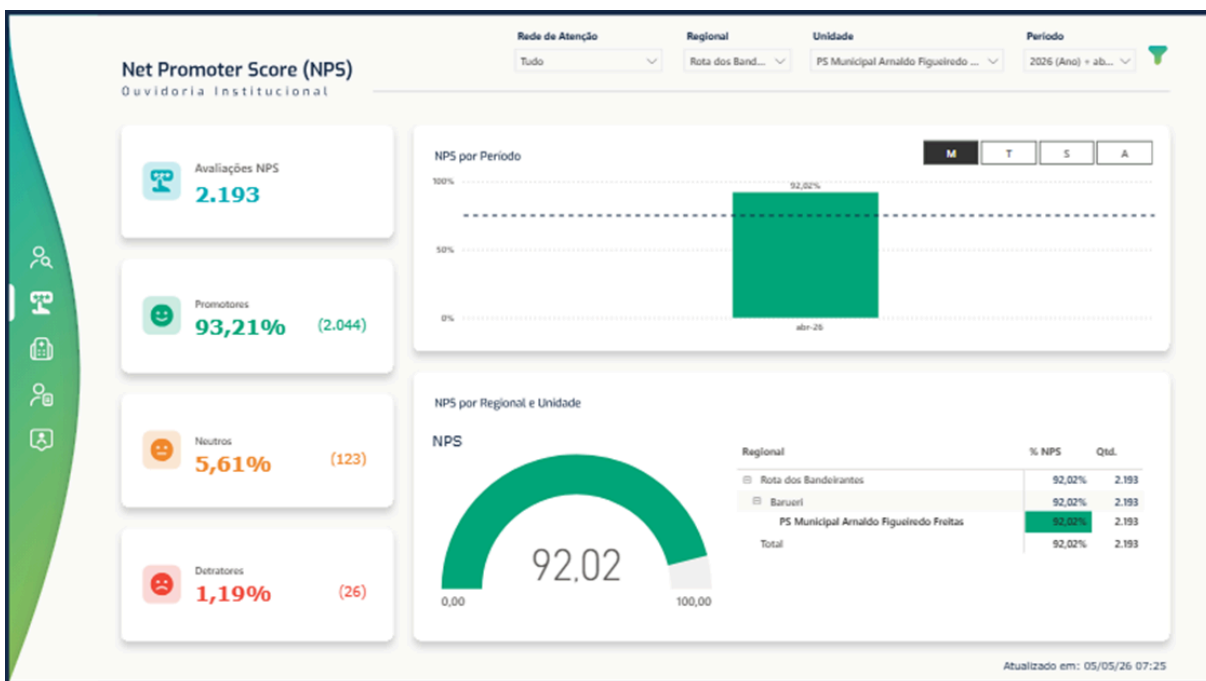 Rede de Atenção
Regional
Unidade
Período
Tudo
Rota dos Band...
PS Municipal Arnaldo Figueiredo ...
2026 (Ano) + ab...
Net Promoter Score (NPS)
Ouvidoria Institucional
Avaliações NPS
2.193
Promotores
93,21% (2.044)
Neutros
5,61% (123)
Detratores
1,19% (26)
NPS por Período
M T S A
100%
92,02%
50%
0%
abr-26
NPS por Regional e Unidade
NPS
92,02
0,00 100,00
Regional % NPS Qtd.
Rota dos Bandeirantes 92,02% 2.193
Barueri 92,02% 2.193
PS Municipal Arnaldo Figueiredo Freitas 92,02% 2.193
Total 92,02% 2.193
Atualizado em: 05/05/26 07:25